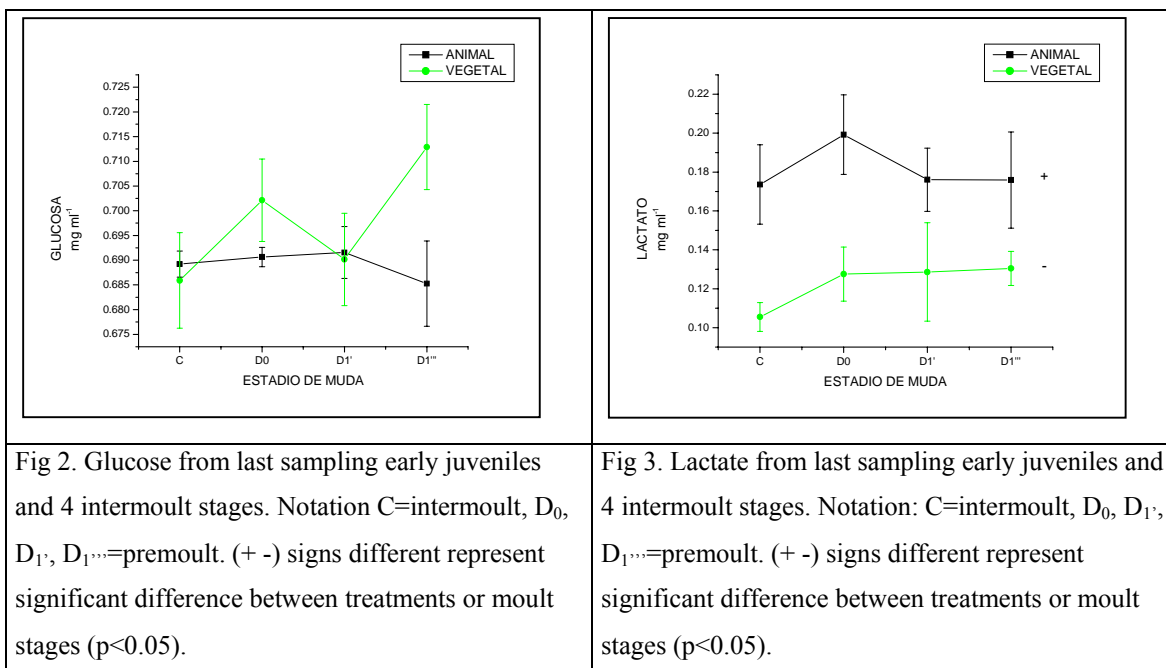 ANIMAL
VEGETAL
0.725
0.720
0.715
0.710
0.705
0.700
0.695
0.690
0.685
0.680
0.675
GLUCOSA
mg ml-1
C D0 D1' D1'''
ESTADIO DE MUDA
ANIMAL
VEGETAL
0.22
0.20
0.18
0.16
0.14
0.12
0.10
LACTATO
mg ml-1
+
-
C D0 D1' D1'''
ESTADIO DE MUDA
Fig 2. Glucose from last sampling early juveniles
and 4 intermoult stages. Notation C=intermoult, D0,
D1', D1'''=premoult. (+ -) signs different represent
significant difference between treatments or moult
stages (p<0.05).
Fig 3. Lactate from last sampling early juveniles and
4 intermoult stages. Notation: C=intermoult, D0, D1',
D1'''=premoult. (+ -) signs different represent
significant difference between treatments or moult
stages (p<0.05).